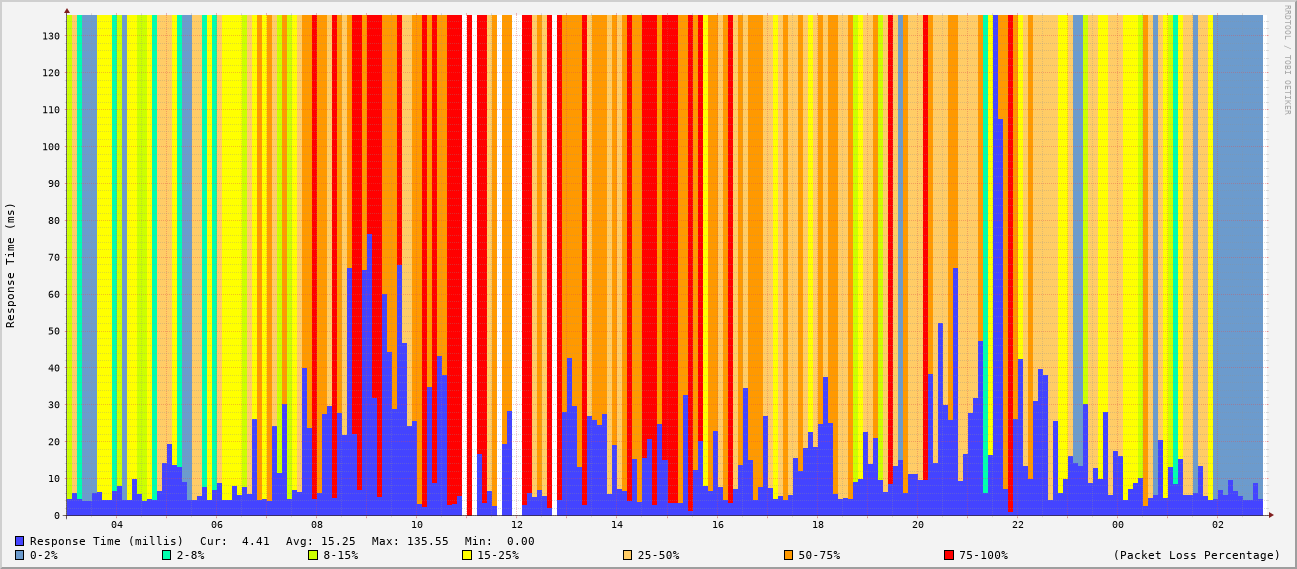 RRDTOOL / TOBI OETIKER
Response Time (ms)
130
120
110
100
90
80
70
60
50
40
30
20
10
0
04 06 08 10 12 14 16 18 20 22 00 02
Response Time (millis) Cur: 4.41 Avg: 15.25 Max: 135.55 Min: 0.00
0-2% 2-8% 8-15% 15-25% 25-50% 50-75% 75-100% (Packet Loss Percentage)